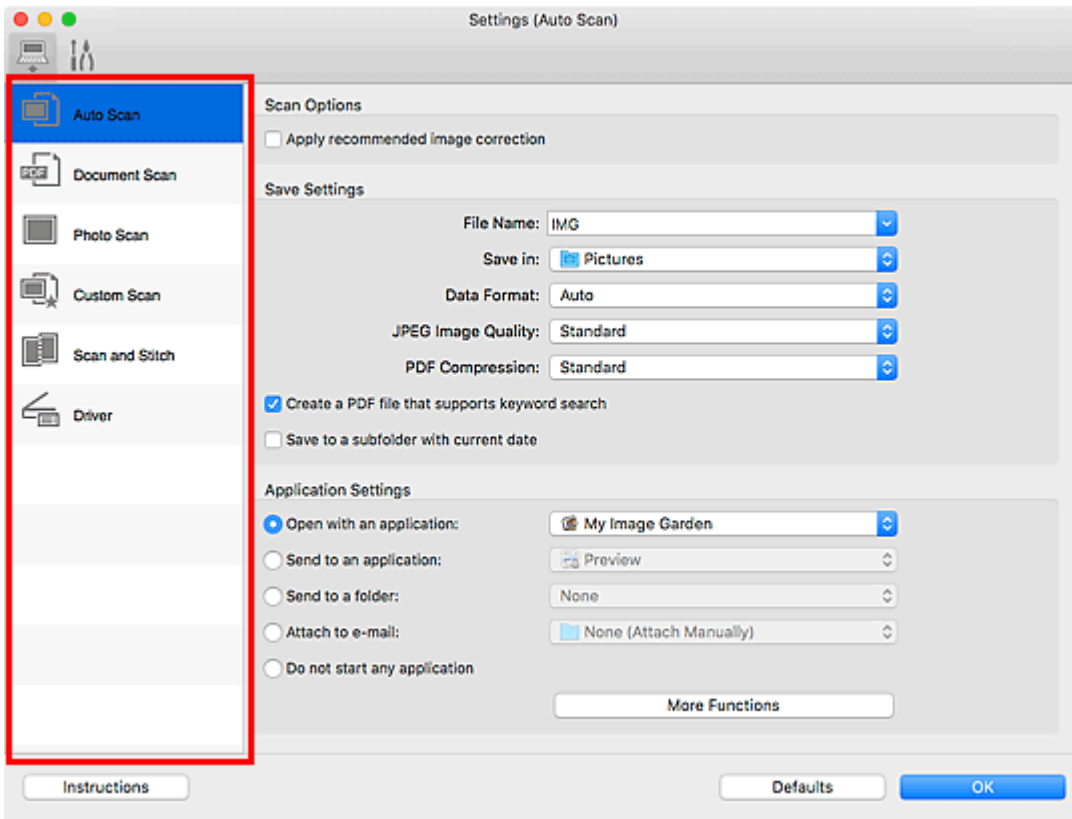 Settings (Auto Scan)
Auto Scan
PDF Document Scan
Photo Scan
Custom Scan
Scan and Stitch
Driver
Scan Options
Apply recommended image correction
Save Settings
File Name: IMG
Save in: Pictures
Data Format: Auto
JPEG Image Quality: Standard
PDF Compression: Standard
Create a PDF file that supports keyword search
Save to a subfolder with current date
Application Settings
Open with an application: My Image Garden
Send to an application: Preview
Send to a folder: None
Attach to e-mail: None (Attach Manually)
Do not start any application
More Functions
Instructions Defaults OK